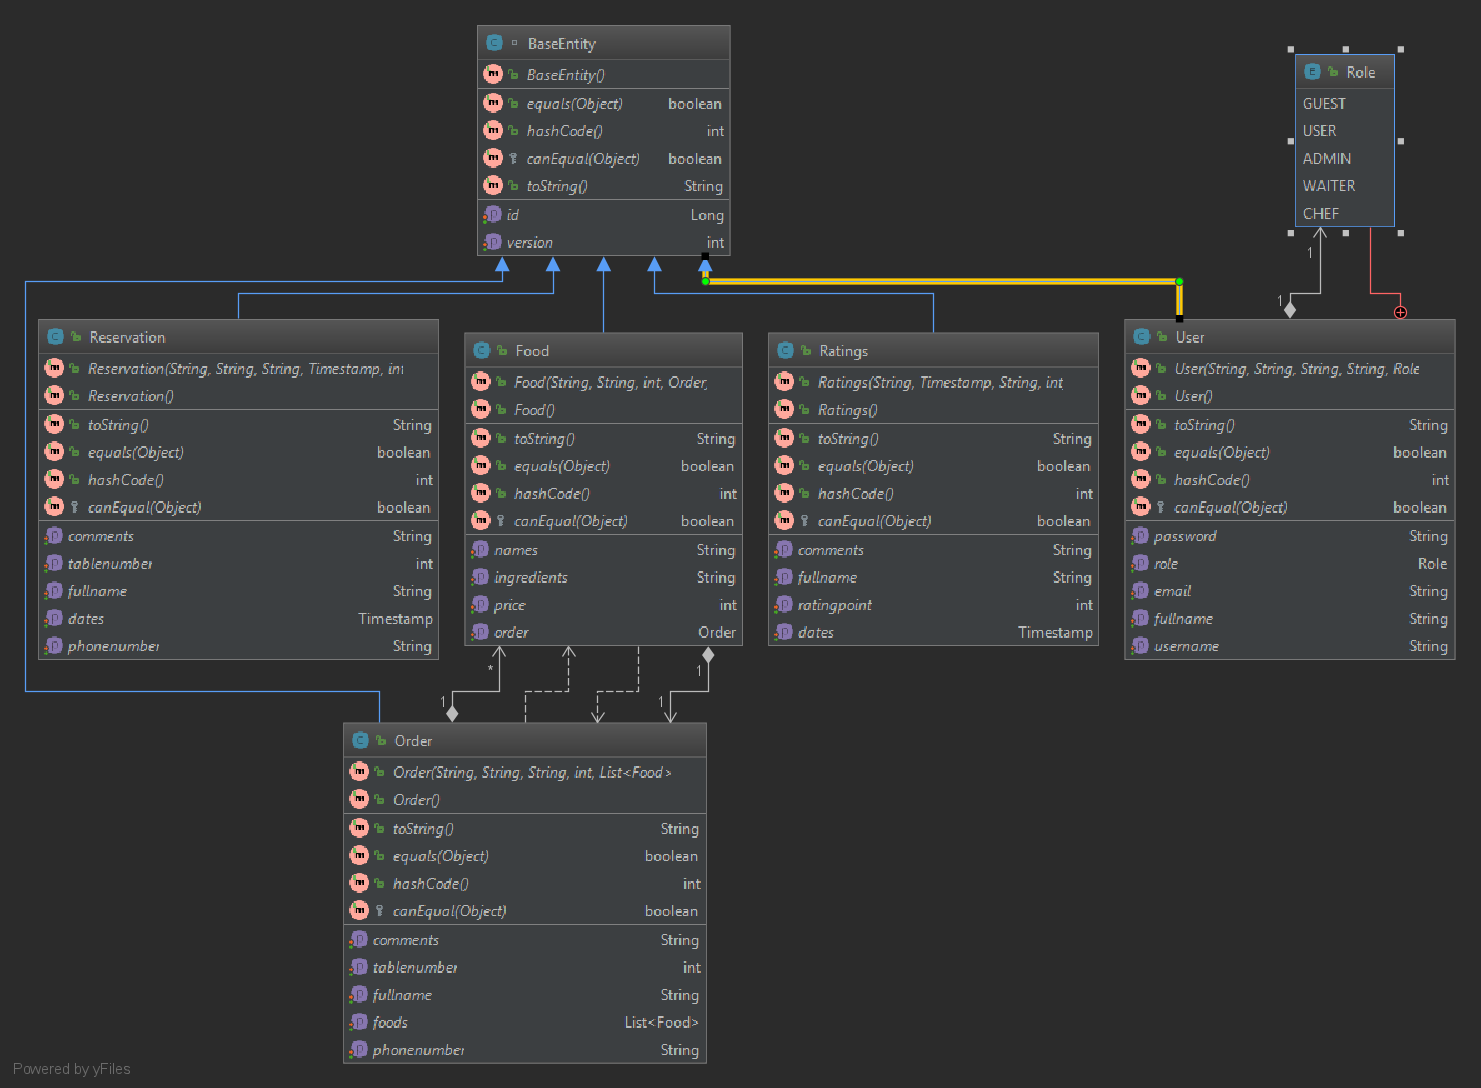 BaseEntity
BaseEntity()
equals(Object) boolean
hashCode() int
canEqual(Object) boolean
toString() String
id Long
version int
Role
GUEST
USER
ADMIN
WAITER
CHEF
1
1
Reservation
Reservation(String, String, String, Timestamp, int
Reservation()
toString() String
equals(Object) boolean
hashCode() int
canEqual(Object) boolean
comments String
tablenumber int
fullname String
dates Timestamp
phonenumber String
Food
Food(String, String, int, Order,
Food()
toString() String
equals(Object) boolean
hashCode() int
canEqual(Object) boolean
names String
ingredients String
price int
order Order
Ratings
Ratings(String, Timestamp, String, int
Ratings()
toString() String
equals(Object) boolean
hashCode() int
canEqual(Object) boolean
comments String
fullname String
ratingpoint int
dates Timestamp
User
User(String, String, String, String, Role
User()
toString() String
equals(Object) boolean
hashCode() int
canEqual(Object) boolean
password String
role Role
email String
fullname String
username String
*
1
1
1
Order
Order(String, String, String, int, List<Food>
Order()
toString() String
equals(Object) boolean
hashCode() int
canEqual(Object) boolean
comments String
tablenumber int
fullname String
foods List<Food>
phonenumber String
Powered by yFiles